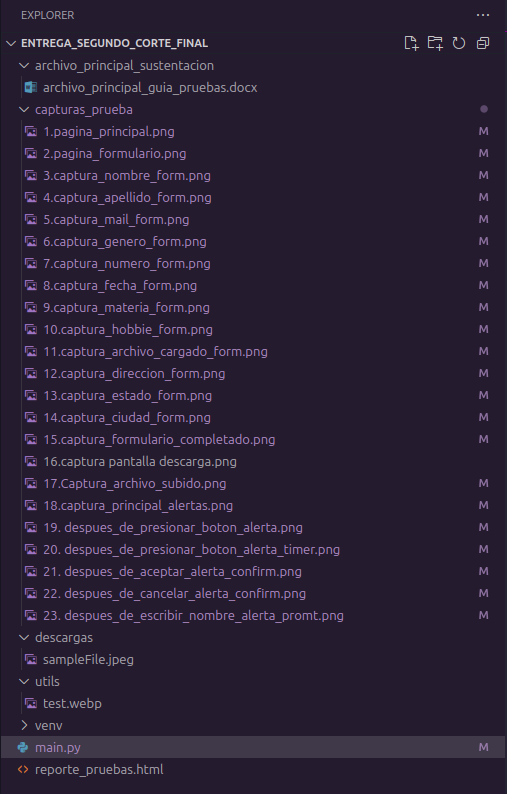 EXPLORER
ENTREGA_SEGUNDO_CORTE_FINAL
archivo_principal_sustentacion
archivo_principal_guia_pruebas.docx
capturas_prueba
1.pagina_principal.png M
2.pagina_formulario.png M
3.captura_nombre_form.png M
4.captura_apellido_form.png M
5.captura_mail_form.png M
6.captura_genero_form.png M
7.captura_numero_form.png M
8.captura_fecha_form.png M
9.captura_materia_form.png M
10.captura_hobbie_form.png M
11.captura_archivo_cargado_form.png M
12.captura_direccion_form.png M
13.captura_estado_form.png M
14.captura_ciudad_form.png M
15.captura_formulario_completado.png M
16.captura pantalla descarga.png
17.Captura_archivo_subido.png M
18.captura_principal_alertas.png M
19. despues_de_presionar_boton_alerta.png M
20. despues_de_presionar_boton_alerta_timer.png M
21. despues_de_aceptar_alerta_confirm.png M
22. despues_de_cancelar_alerta_confirm.png M
23. despues_de_escribir_nombre_alerta_promt.png M
descargas
sampleFile.jpeg
utils
test.webp
venv
main.py M
reporte_pruebas.html